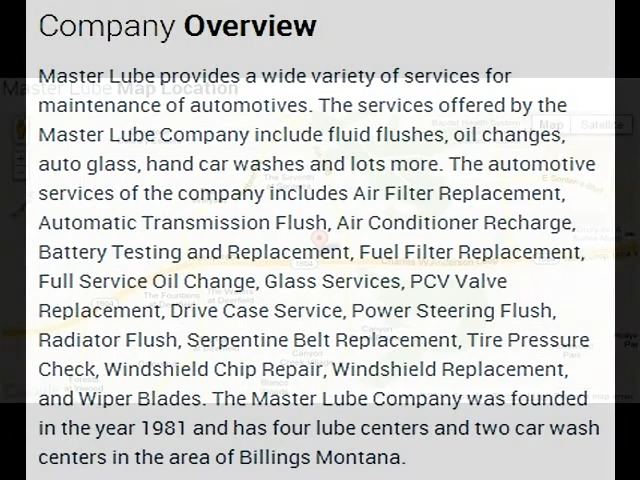 Company Overview
Master Lube provides a wide variety of services for
Master Lube Map Location
maintenance of automotives. The services offered by the
Map Satellite
Master Lube Company include fluid flushes, oil changes,
auto glass, hand car washes and lots more. The automotive
services of the company includes Air Filter Replacement,
Automatic Transmission Flush, Air Conditioner Recharge,
Battery Testing and Replacement, Fuel Filter Replacement,
Full Service Oil Change, Glass Services, PCV Valve
Replacement, Drive Case Service, Power Steering Flush,
Radiator Flush, Serpentine Belt Replacement, Tire Pressure
Check, Windshield Chip Repair, Windshield Replacement,
and Wiper Blades. The Master Lube Company was founded
in the year 1981 and has four lube centers and two car wash
centers in the area of Billings Montana.